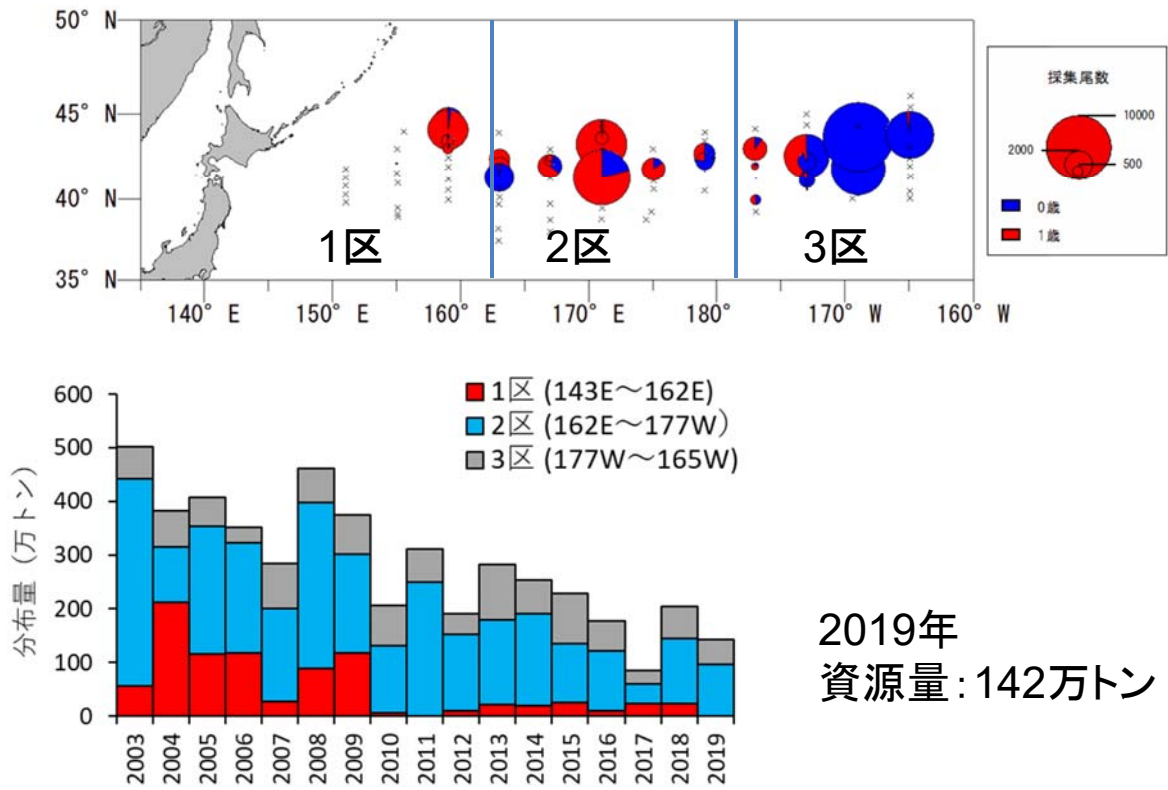 50° N
45° N
40° N
35° N
140° E
150° E
160° E
170° E
180°
170° W
160° W
1区
2区
3区
採集尾数
10000
2000
500
0歳
1歳
1区 (143E～162E)
2区 (162E～177W）
3区 (177W～165W)
分布量（万トン）
600
500
400
300
200
100
0
2003
2004
2005
2006
2007
2008
2009
2010
2011
2012
2013
2014
2015
2016
2017
2018
2019
2019年
資源量：142万トン